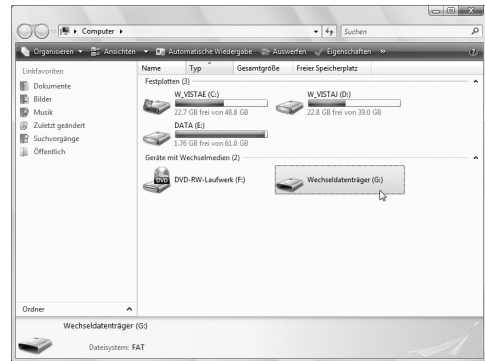 Computer
Suchen
Organisieren Ansichten Automatische Wiedergabe Auswerfen Eigenschaften »
Linkfavoriten
Dokumente
Bilder
Musik
Zuletzt geändert
Suchvorgänge
Öffentlich
Ordner
Name Typ Gesamtgröße Freier Speicherplatz
Festplatten (3)
W_VISTAE (C:)
22.7 GB frei von 48.8 GB
W_VISTAJ (D:)
22.8 GB frei von 39.0 GB
DATA (E:)
1.76 GB frei von 61.0 GB
Geräte mit Wechselmedien (2)
DVD
DVD-RW-Laufwerk (F:)
Wechseldatenträger (G:)
Wechseldatenträger (G:)
Dateisystem: FAT